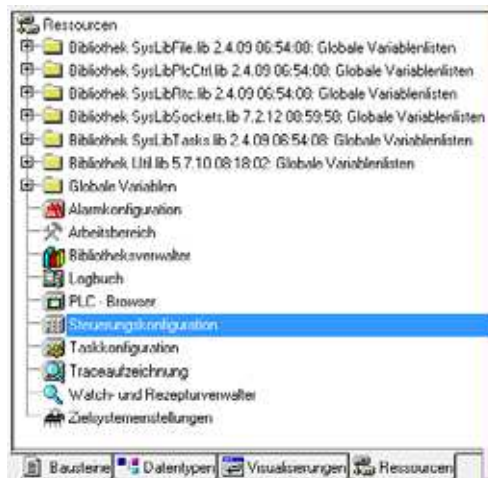 Ressourcen
Bibliothek SysLibFile.lib 2.4.09 06:54:08: Globale Variablenlisten
Bibliothek SysLibPlcCtrl.lib 2.4.09 06:54:08: Globale Variablenlisten
Bibliothek SysLibRtc.lib 2.4.09 06:54:08: Globale Variablenlisten
Bibliothek SysLibSockets.lib 7.2.12 08:59:58: Globale Variablenlisten
Bibliothek SysLibTasks.lib 2.4.09 06:54:08: Globale Variablenlisten
Bibliothek Util.lib 5.7.10 08:18:02: Globale Variablenlisten
Globale Variablen
Alarmkonfiguration
Arbeitsbereich
Bibliotheksverwalter
Logbuch
PLC - Browser
Steuerungskonfiguration
Taskkonfiguration
Traceaufzeichnung
Watch- und Rezepturverwalter
Zielsystemeinstellungen
Bausteine Datentypen Visualisierungen Ressourcen